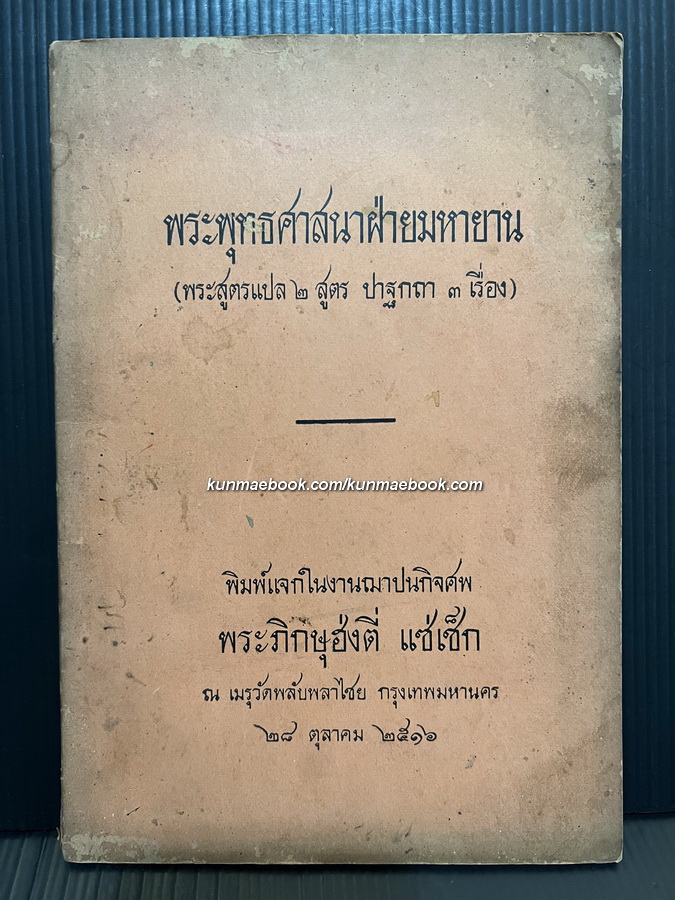 พระพุทธศาสนาฝ่ายมหายาน
(พระสูตรแปล ๒ สูตร ปาฐกถา ๓ เรื่อง)
kunmaebook.com/kunmaebook.com
พิมพ์แจกในงานฌาปนกิจศพ
พระภิกษุฮ่งตี่ แซ่เซ็ก
ณ เมรุวัดพลับพลาไชย กรุงเทพมหานคร
๒๘ ตุลาคม ๒๕๑๖